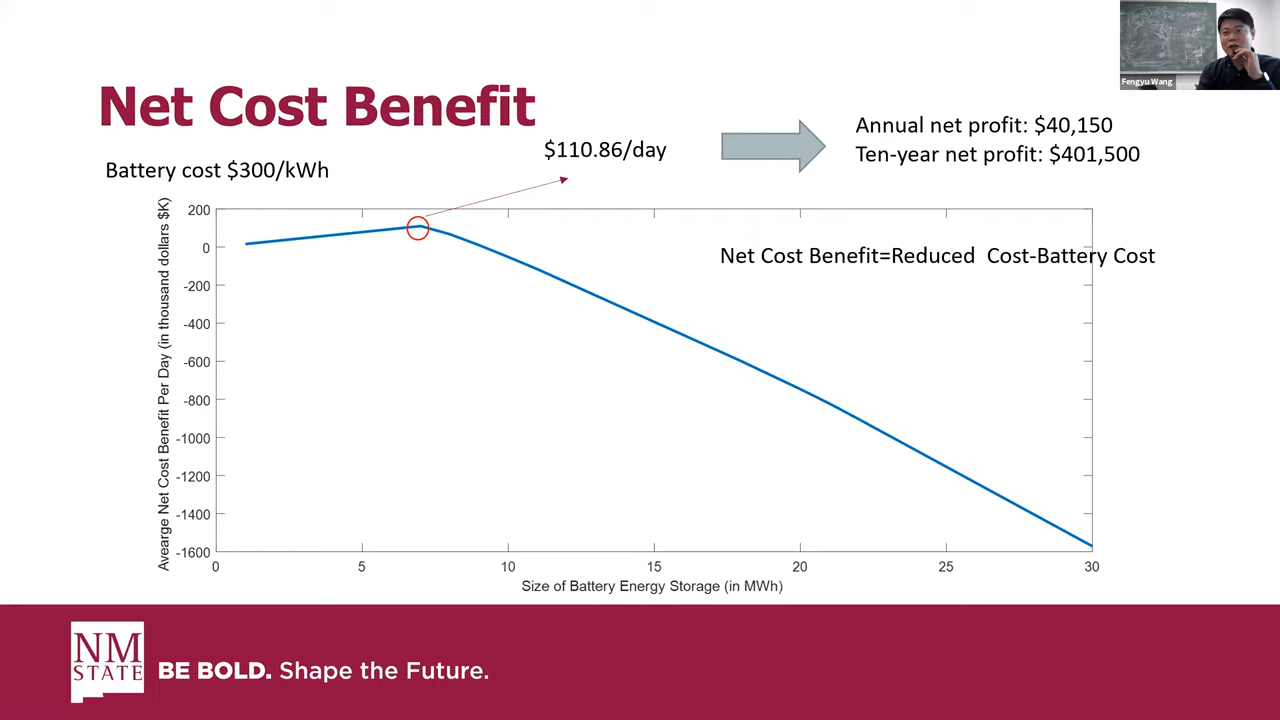 Fengyu Wang
Net Cost Benefit
Battery cost $300/kWh
$110.86/day
Annual net profit: $40,150
Ten-year net profit: $401,500
Net Cost Benefit=Reduced  Cost-Battery Cost
Avearge Net Cost Benefit Per Day (in thousand dollars $K)
200
0
-200
-400
-600
-800
-1000
-1200
-1400
-1600
0 5 10 15 20 25 30
Size of Battery Energy Storage (in MWh)
NM
STATE
BE BOLD. Shape the Future.